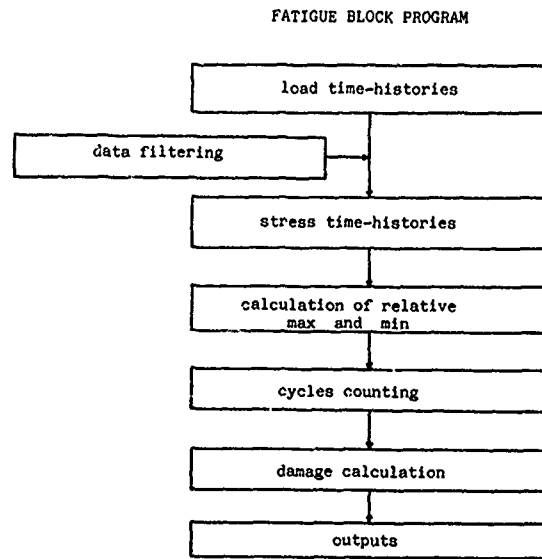 FATIGUE BLOCK PROGRAM
load time-histories
data filtering
stress time-histories
calculation of relative
max and min
cycles counting
damage calculation
outputs